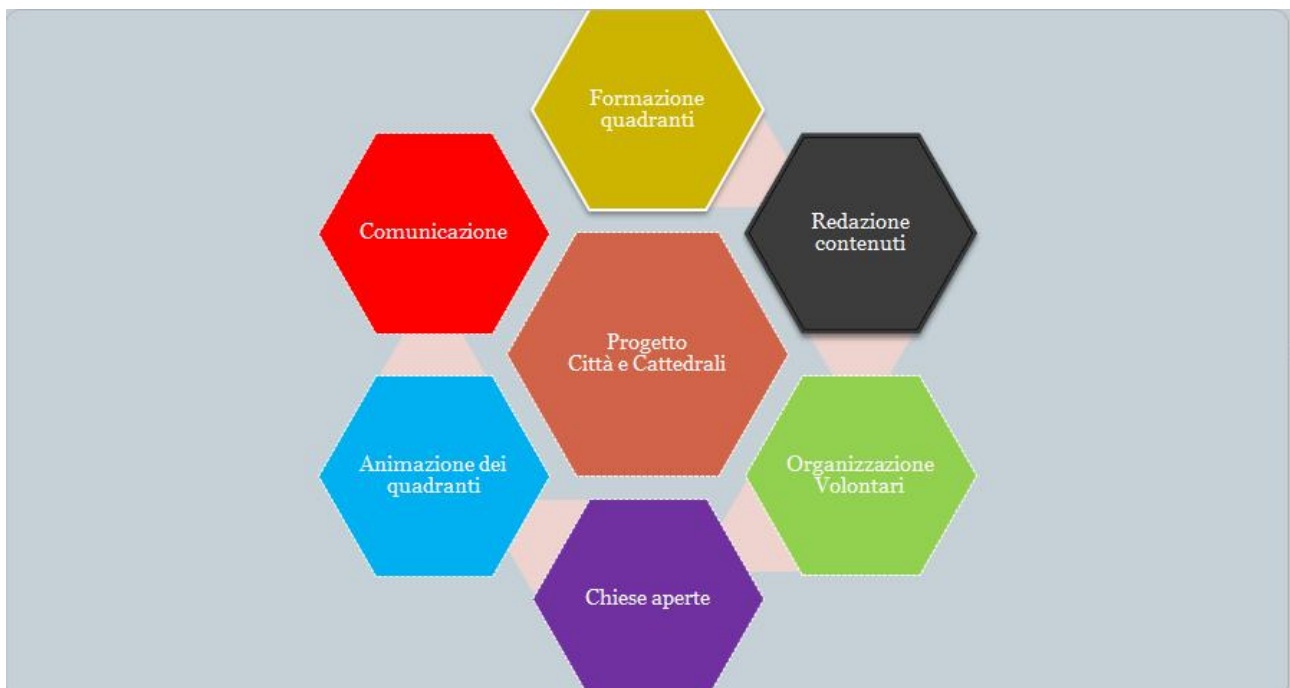 Formazione
quadranti
Comunicazione
Redazione
contenuti
Progetto
Città e Cattedrali
Animazione dei
quadranti
Organizzazione
Volontari
Chiese aperte